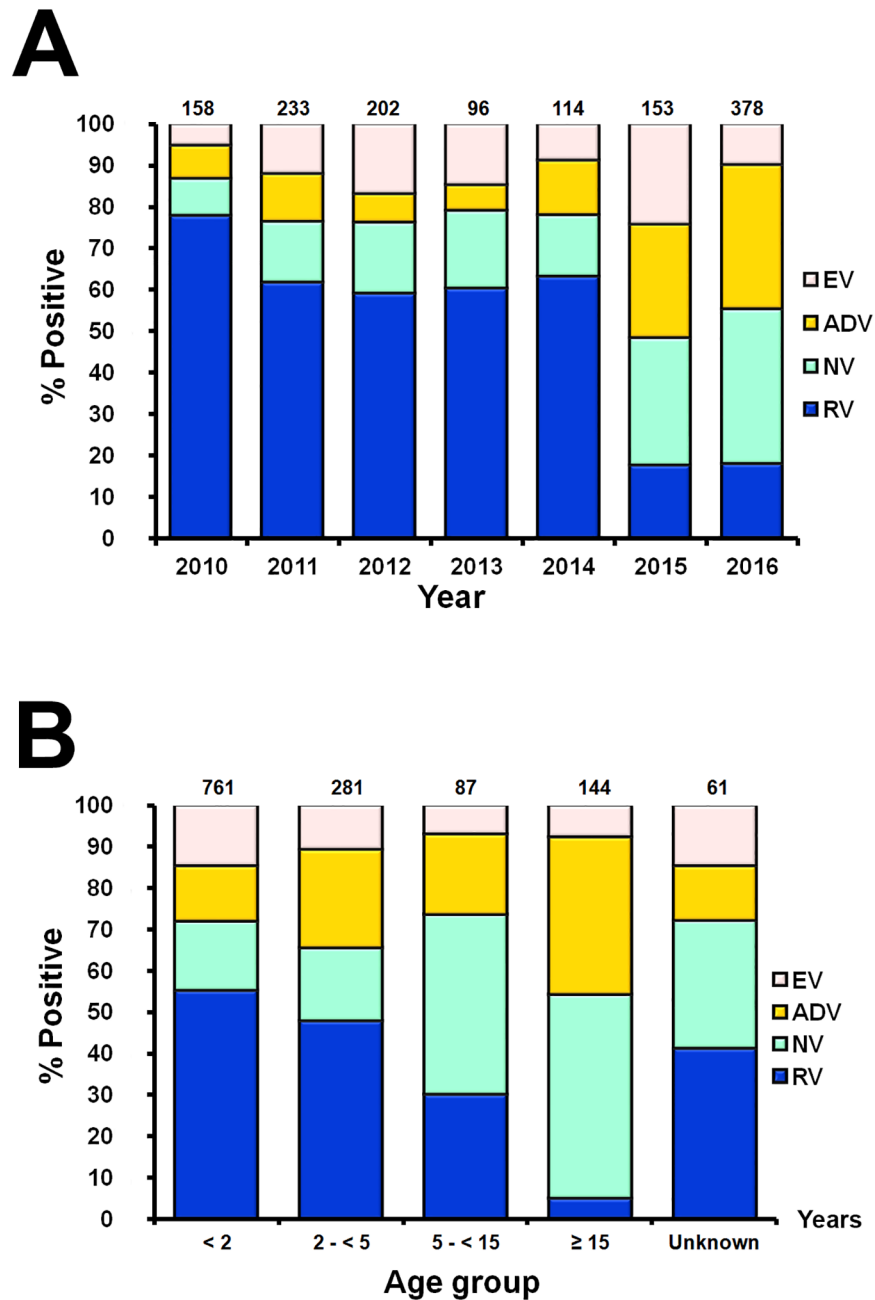 A
158 233 202 96 114 153 378
100
90
80
70
60
50
40
30
20
10
0
% Positive
EV
ADV
NV
RV
2010 2011 2012 2013 2014 2015 2016
Year
B
761 281 87 144 61
100
90
80
70
60
50
40
30
20
10
0
% Positive
EV
ADV
NV
RV
< 2 2 - < 5 5 - < 15 ≥ 15 Unknown Years
Age group